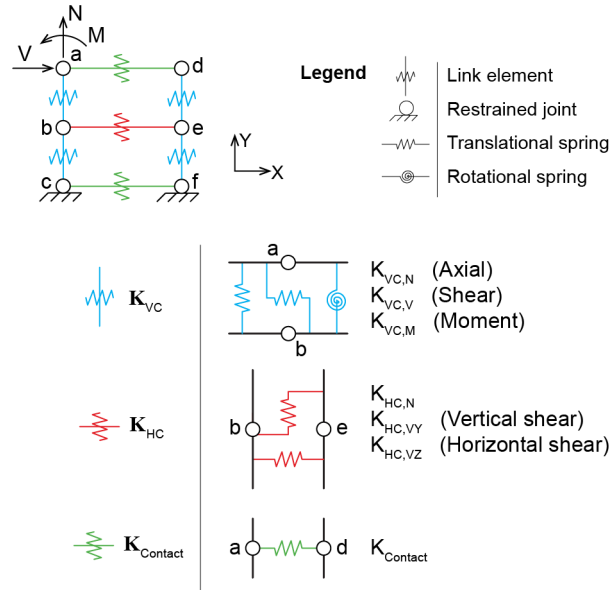 N
M
V
a
d
b
e
c
f
Y
X
Legend
Link element
Restrained joint
Translational spring
Rotational spring
K_VC
a
b
K_VC,N (Axial)
K_VC,V (Shear)
K_VC,M (Moment)
K_HC
b
e
K_HC,N
K_HC,VY (Vertical shear)
K_HC,VZ (Horizontal shear)
K_Contact
a
d
K_Contact